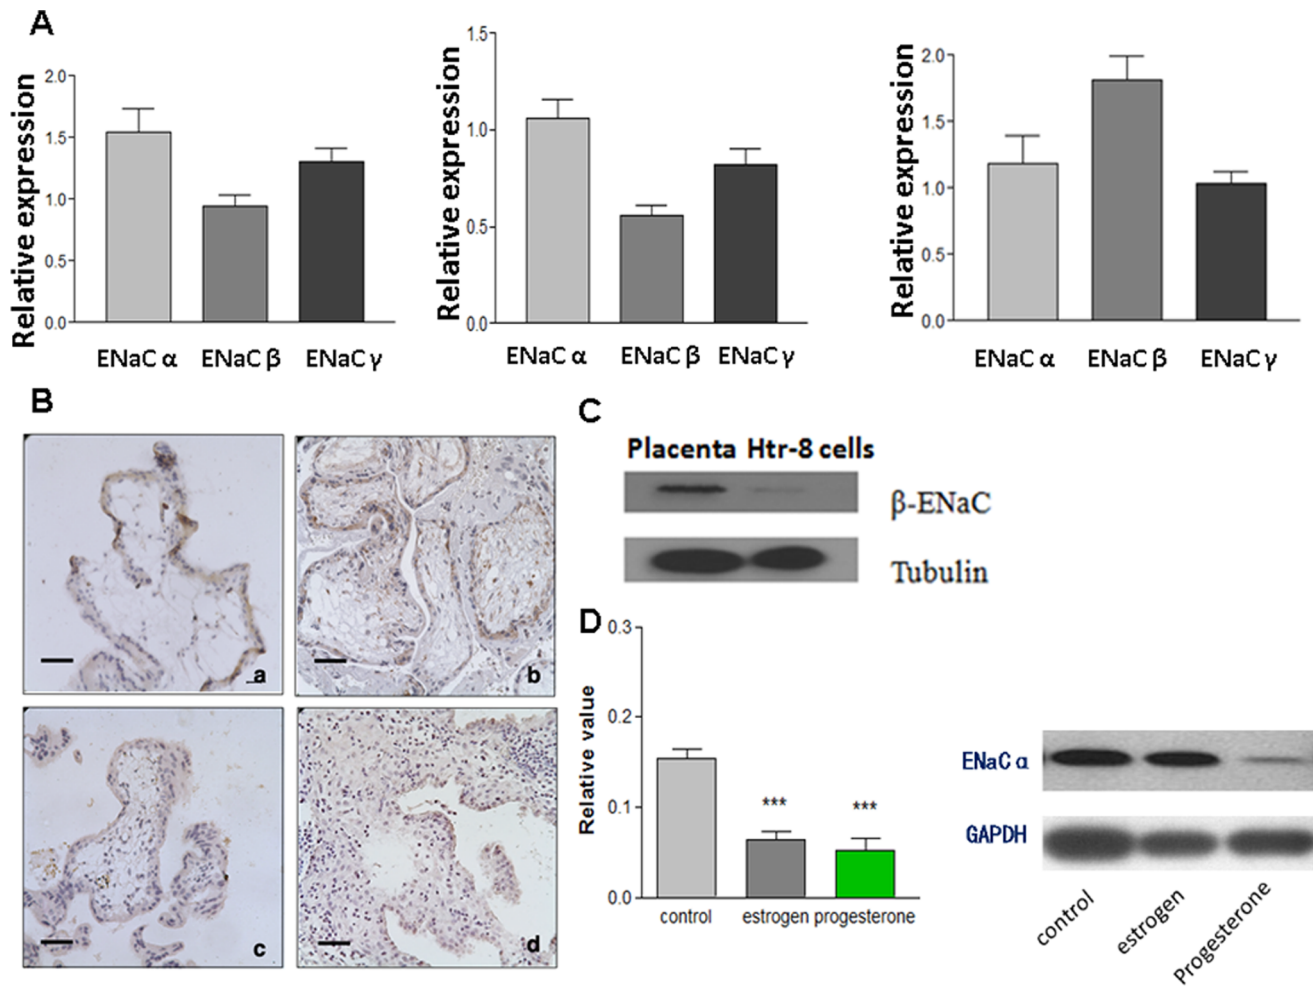 A
Relative expression
2.0
1.5
1.0
0.5
0.0
ENaC α ENaC β ENaC γ
Relative expression
1.5
1.0
0.5
0.0
ENaC α ENaC β ENaC γ
Relative expression
2.0
1.5
1.0
0.5
0.0
ENaC α ENaC β ENaC γ
B
a
b
c
d
C
Placenta Htr-8 cells
β-ENaC
Tubulin
D
Relative value
0.3
0.2
0.1
0.0
***
***
control estrogen progesterone
ENaC α
GAPDH
control
estrogen
Progesterone